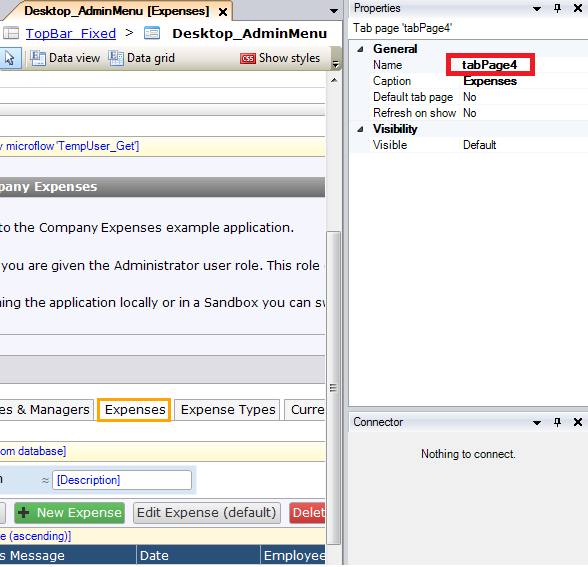 Desktop_AdminMenu [Expenses]
TopBar_Fixed > Desktop_AdminMenu
Data view Data grid CSS Show styles
microflow 'TempUser_Get']
pany Expenses
to the Company Expenses example application.
you are given the Administrator user role. This role
ing the application locally or in a Sandbox you can
es & Managers Expenses Expense Types Curre
om database]
≈ [Description]
New Expense Edit Expense (default) Delet
e (ascending)]
s Message Date Employee
Properties
Tab page 'tabPage4'
General
Name tabPage4
Caption Expenses
Default tab page No
Refresh on show No
Visibility
Visible Default
Connector
Nothing to connect.